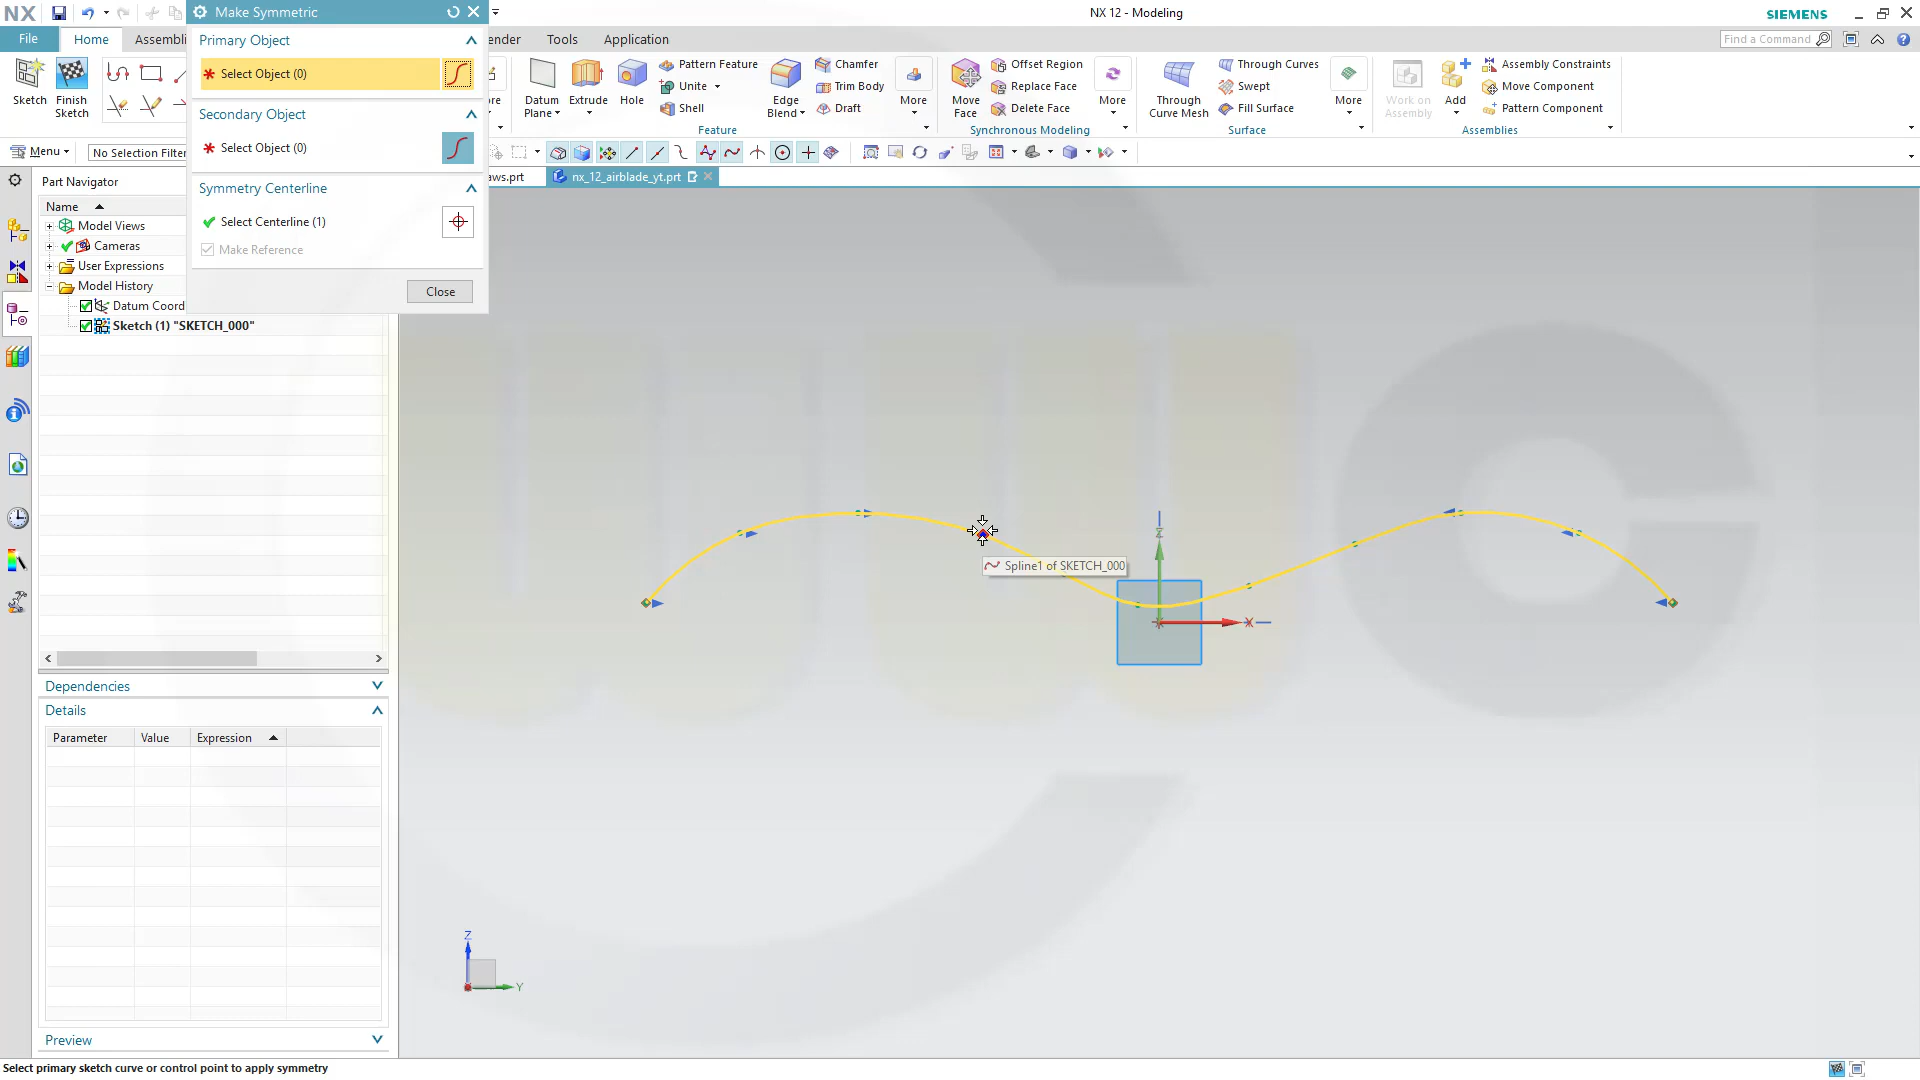 NX
Make Symmetric
NX 12 - Modeling
SIEMENS
File
Home
Assembli
ender
Tools
Application
Find a Command
Primary Object
Select Object (0)
Secondary Object
Select Object (0)
Symmetry Centerline
Select Centerline (1)
Make Reference
Close
Sketch
Finish
Sketch
ore
Datum
Plane
Extrude
Hole
Pattern Feature
Unite
Shell
Edge
Blend
Chamfer
Trim Body
Draft
More
Feature
Move
Face
Offset Region
Replace Face
Delete Face
More
Synchronous Modeling
Through
Curve Mesh
Through Curves
Swept
Fill Surface
More
Surface
Work on
Assembly
Add
Assembly Constraints
Move Component
Pattern Component
Assemblies
Menu
No Selection Filter
aws.prt
nx_12_airblade_yt.prt
Part Navigator
Name
Model Views
Cameras
User Expressions
Model History
Datum Coord
Sketch (1) "SKETCH_000"
Spline1 of SKETCH_000
Z
X
Dependencies
Details
Parameter
Value
Expression
Z
Y
Preview
Select primary sketch curve or control point to apply symmetry